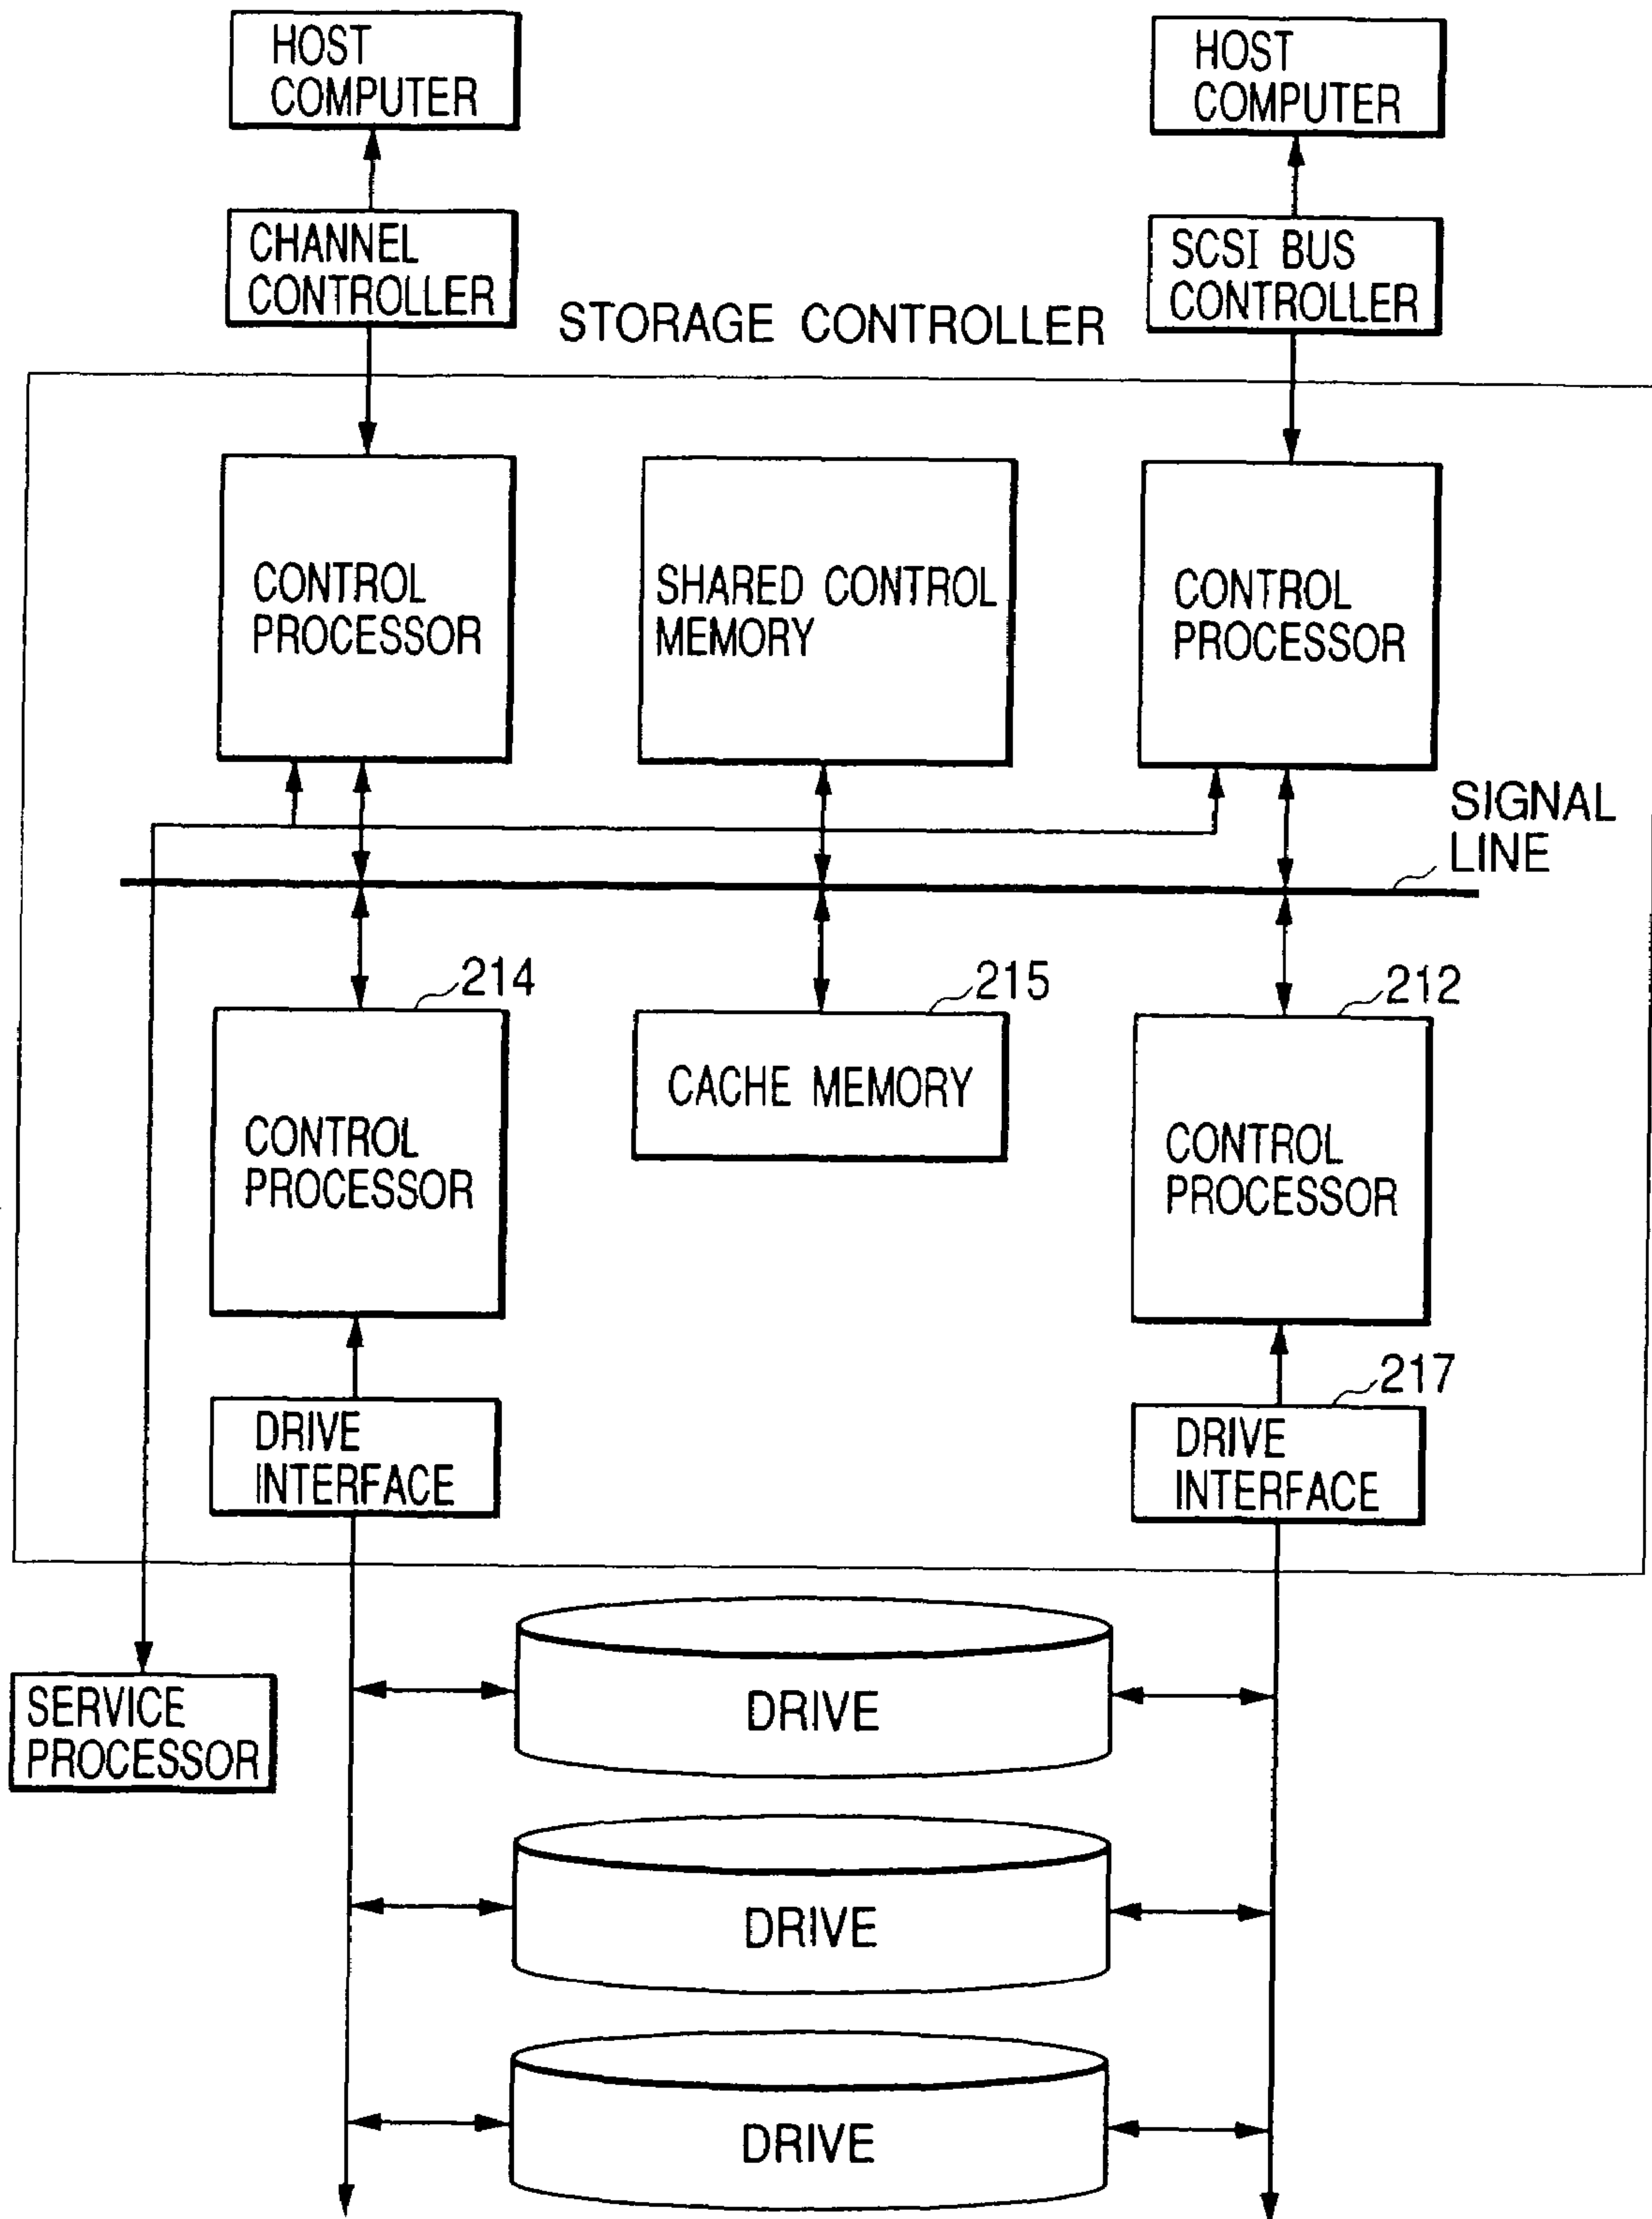 HOST
COMPUTER
HOST
COMPUTER
CHANNEL
CONTROLLER
SCSI BUS
CONTROLLER
STORAGE CONTROLLER
CONTROL
PROCESSOR
SHARED CONTROL
MEMORY
CONTROL
PROCESSOR
SIGNAL
LINE
214
215
212
CONTROL
PROCESSOR
CACHE MEMORY
CONTROL
PROCESSOR
217
DRIVE
INTERFACE
DRIVE
INTERFACE
SERVICE
PROCESSOR
DRIVE
DRIVE
DRIVE